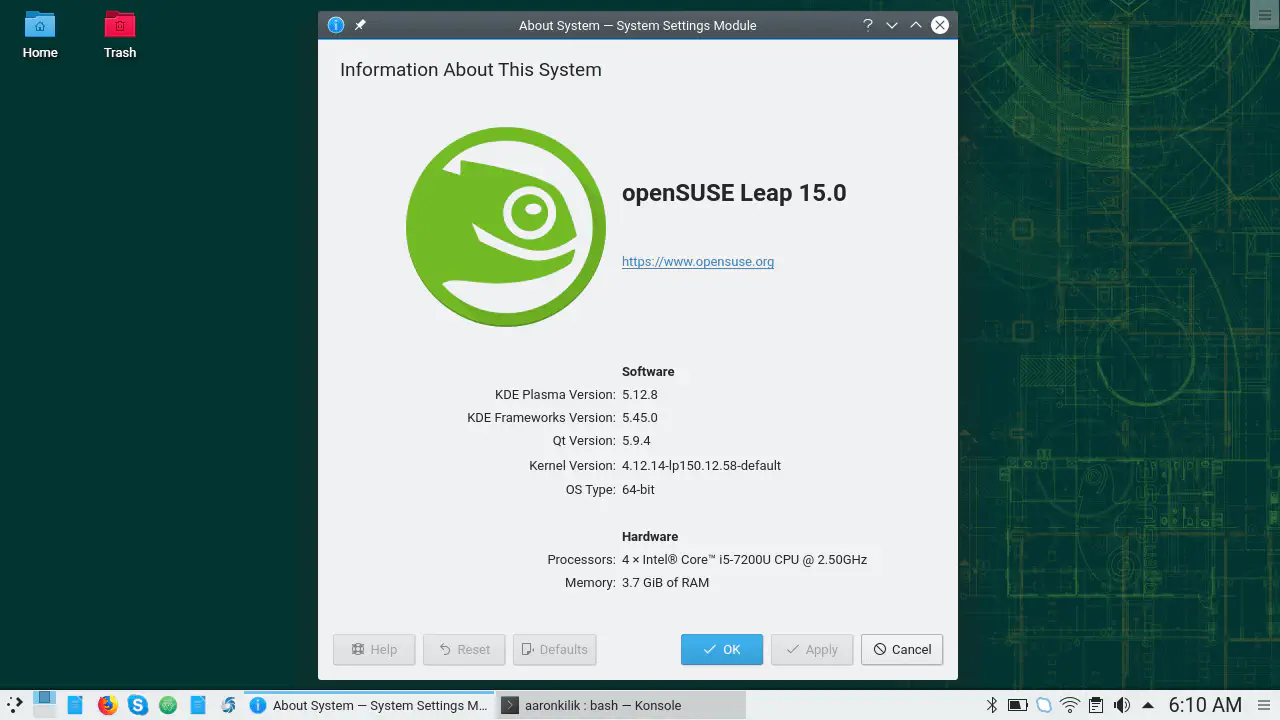 Home
Trash
About System — System Settings Module
Information About This System
openSUSE Leap 15.0
https://www.opensuse.org
Software
KDE Plasma Version: 5.12.8
KDE Frameworks Version: 5.45.0
Qt Version: 5.9.4
Kernel Version: 4.12.14-lp150.12.58-default
OS Type: 64-bit
Hardware
Processors: 4 × Intel® Core™ i5-7200U CPU @ 2.50GHz
Memory: 3.7 GiB of RAM
Help Reset Defaults OK Apply Cancel
About System — System Settings M... aaronkilik : bash — Konsole 6:10 AM